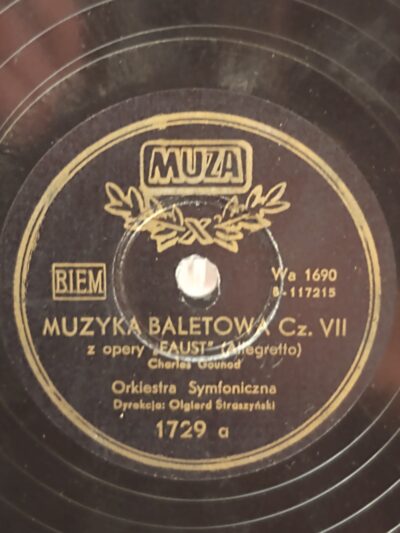 MUZA
BIEM
Wa 1690
B-117215
MUZYKA BALETOWA Cz. VII
z opery „FAUST" (Allegretto)
Charles Gounod
Orkiestra Symfoniczna
Dyrekcja: Olgierd Straszyński
1729 a